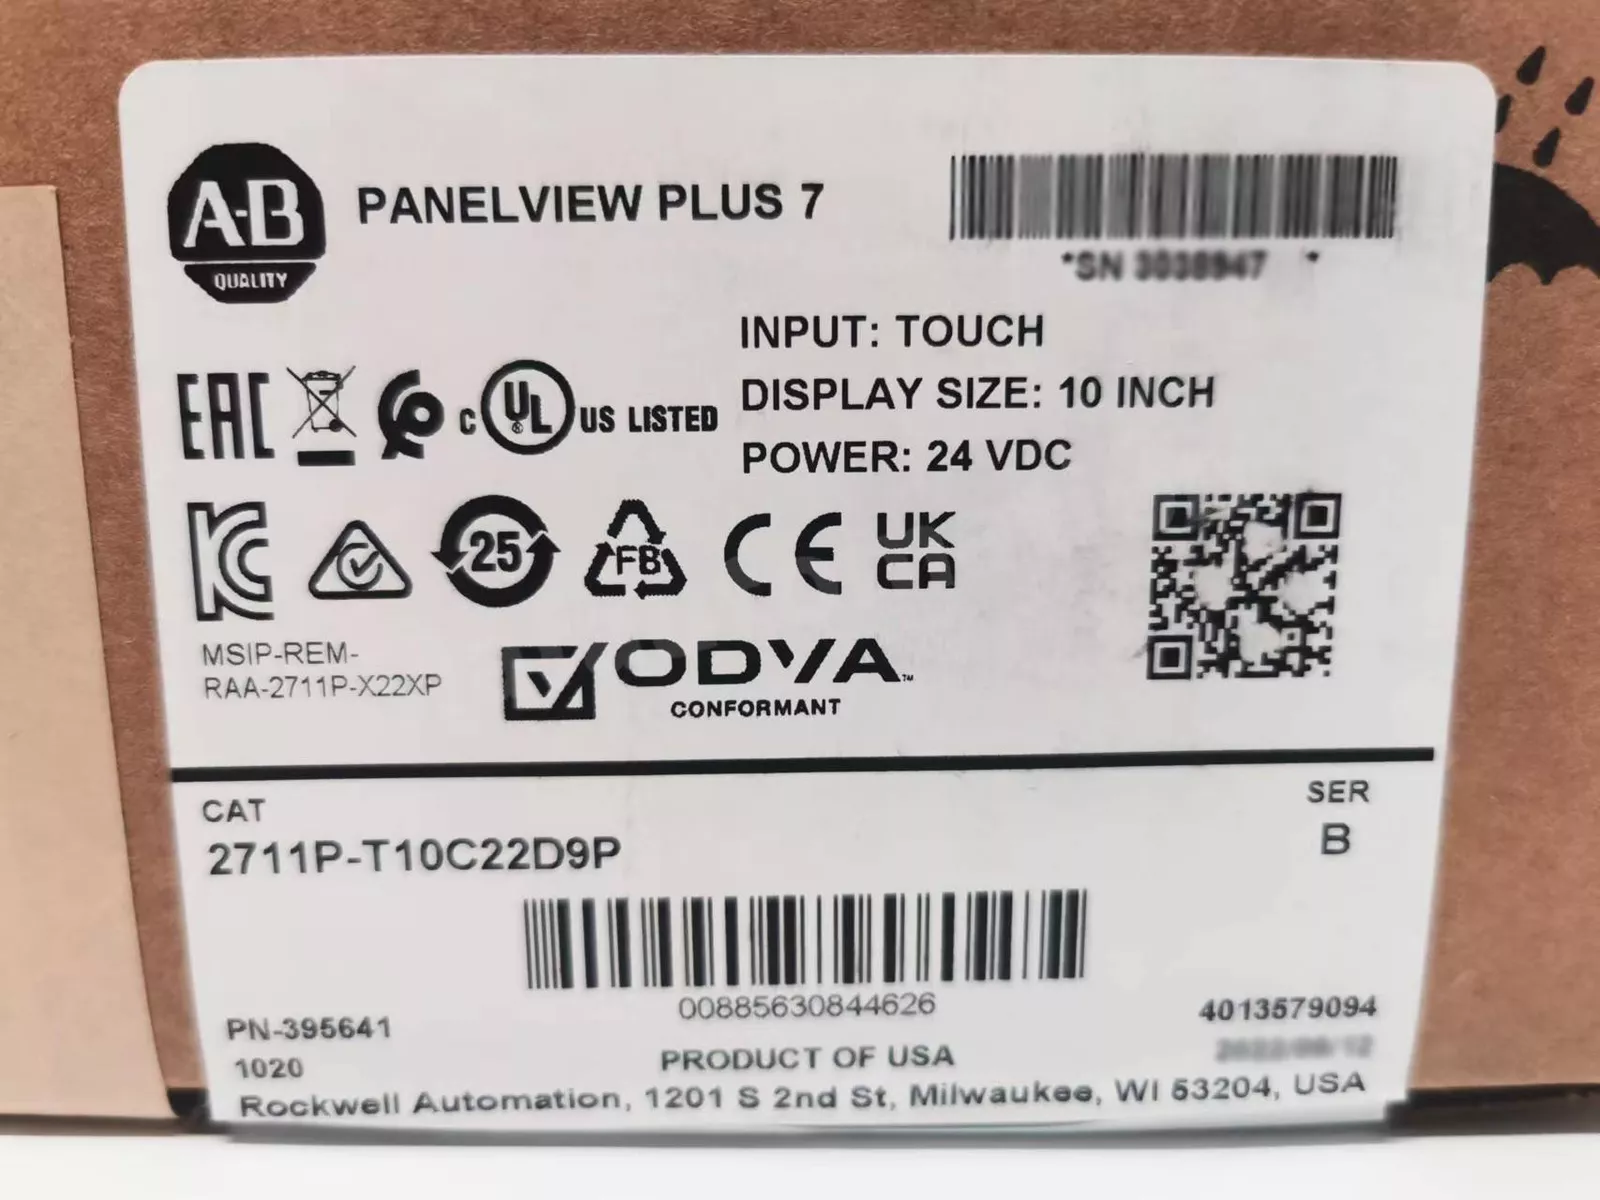 A-B
QUALITY
PANELVIEW PLUS 7
INPUT: TOUCH
DISPLAY SIZE: 10 INCH
POWER: 24 VDC
EAC
C UL ® US LISTED
KC
25
FB
CE
UK
CA
MSIP-REM-
RAA-2711P-X22XP
ODVA™
CONFORMANT
CAT
2711P-T10C22D9P
SER
B
00885630844626
PN-395641
1020
4013579094
PRODUCT OF USA
Rockwell Automation, 1201 S 2nd St, Milwaukee, WI 53204, USA